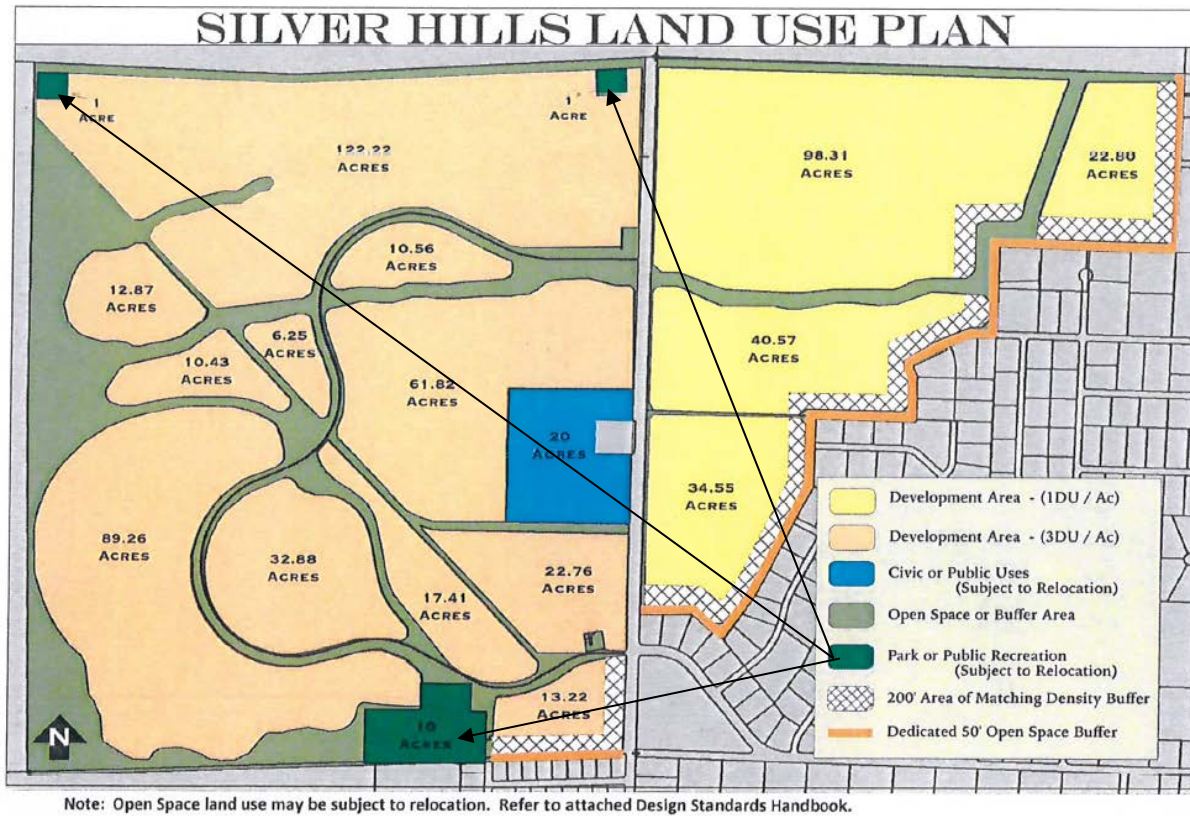 SILVER HILLS LAND USE PLAN
1
ACRE
1
ACRE
122.22
ACRES
98.31
ACRES
22.80
ACRES
10.56
ACRES
12.87
ACRES
6.25
ACRES
10.43
ACRES
61.82
ACRES
40.57
ACRES
20
ACRES
34.55
ACRES
89.26
ACRES
32.88
ACRES
22.76
ACRES
17.41
ACRES
13.22
ACRES
10
ACRES
N
Development Area - (1DU / Ac)
Development Area - (3DU / Ac)
Civic or Public Uses
(Subject to Relocation)
Open Space or Buffer Area
Park or Public Recreation
(Subject to Relocation)
200' Area of Matching Density Buffer
Dedicated 50' Open Space Buffer
Note: Open Space land use may be subject to relocation. Refer to attached Design Standards Handbook.